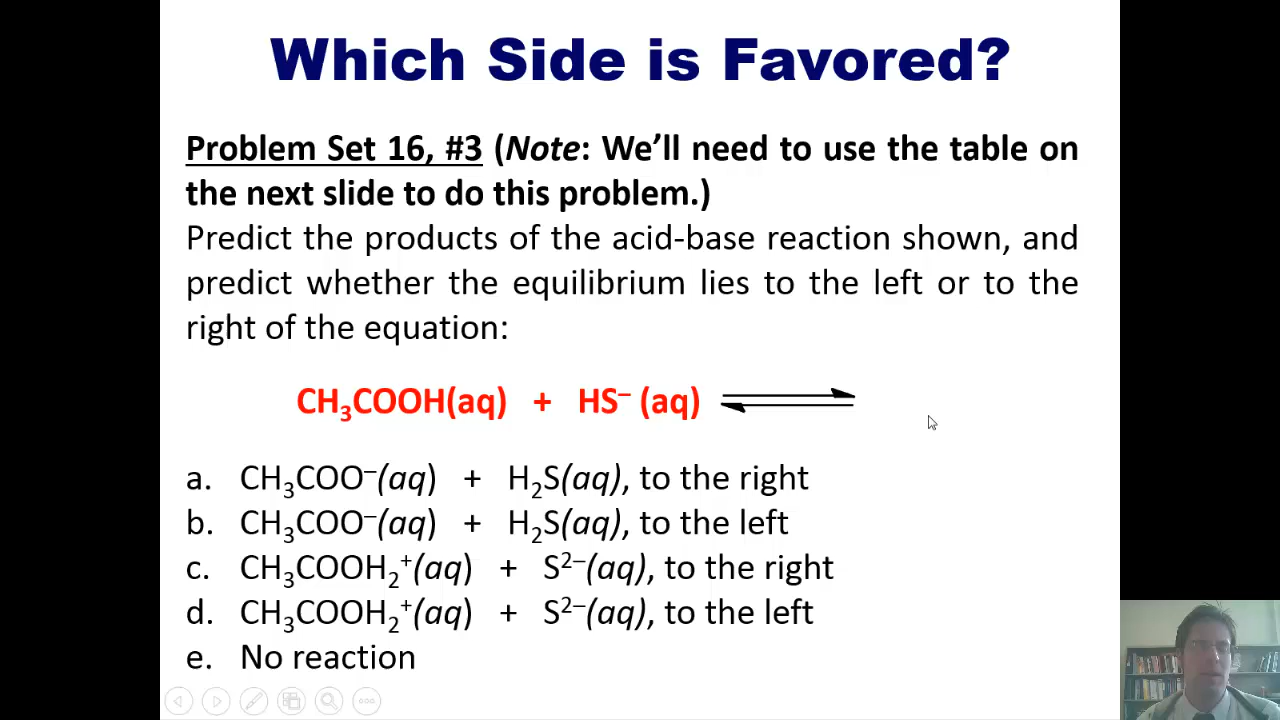 Which Side is Favored?
Problem Set 16, #3 (Note: We’ll need to use the table on
the next slide to do this problem.)
Predict the products of the acid-base reaction shown, and
predict whether the equilibrium lies to the left or to the
right of the equation:
CH₃COOH(aq) + HS⁻ (aq) ⇌
a. CH₃COO⁻(aq) + H₂S(aq), to the right
b. CH₃COO⁻(aq) + H₂S(aq), to the left
c. CH₃COOH₂⁺(aq) + S²⁻(aq), to the right
d. CH₃COOH₂⁺(aq) + S²⁻(aq), to the left
e. No reaction